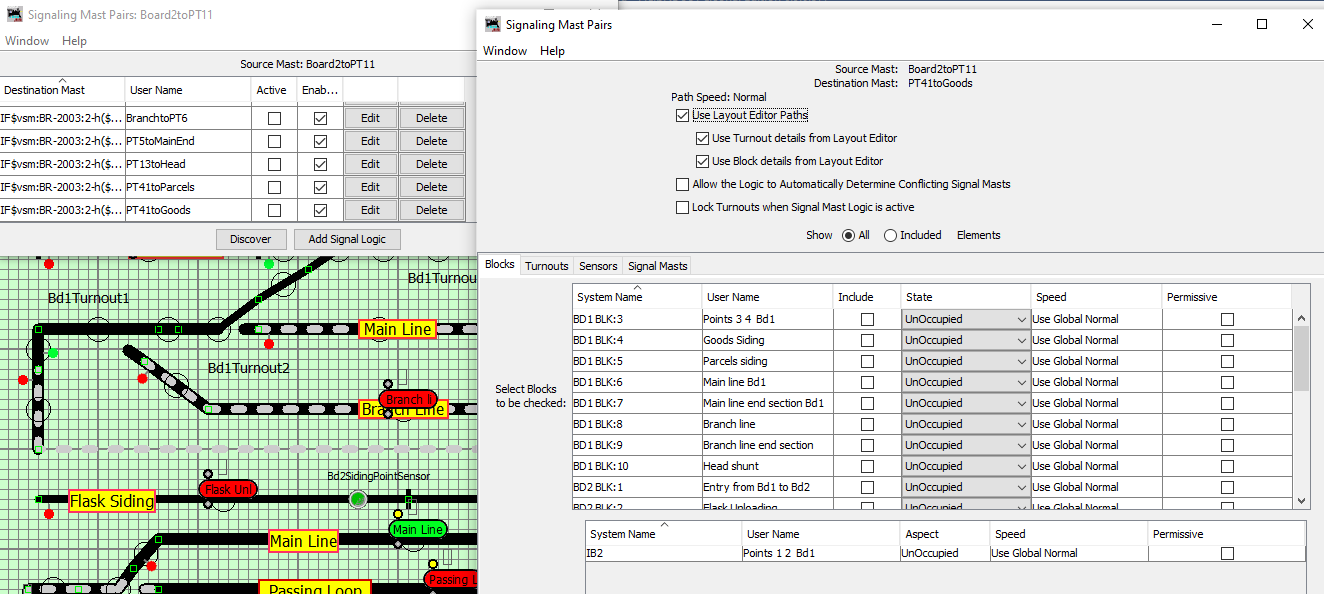 Signaling Mast Pairs: Board2toPT11
Window Help
Source Mast: Board2toPT11
Destination Mast User Name Active Enab...
IF$vsm:BR-2003:2-h($... BranchtoPT6 Edit Delete
IF$vsm:BR-2003:2-h($... PT5toMainEnd Edit Delete
IF$vsm:BR-2003:2-h($... PT13toHead Edit Delete
IF$vsm:BR-2003:2-h($... PT41toParcels Edit Delete
IF$vsm:BR-2003:2-h($... PT41toGoods Edit Delete
Discover Add Signal Logic
Bd1Turnou
Bd1Turnout1
Main Line
Bd1Turnout2
Branch li
Branch Line
Bd2SidingPointSensor
Flask Unl
Flask Siding
Main Line
Main Line
Passing L
Passing Loop
Signaling Mast Pairs
Window Help
Source Mast: Board2toPT11
Destination Mast: PT41toGoods
Path Speed: Normal
Use Layout Editor Paths
Use Turnout details from Layout Editor
Use Block details from Layout Editor
Allow the Logic to Automatically Determine Conflicting Signal Masts
Lock Turnouts when Signal Mast Logic is active
Show All Included Elements
Blocks Turnouts Sensors Signal Masts
System Name User Name Include State Speed Permissive
BD1 BLK:3 Points 3 4 Bd1 UnOccupied Use Global Normal
BD1 BLK:4 Goods Siding UnOccupied Use Global Normal
BD1 BLK:5 Parcels siding UnOccupied Use Global Normal
BD1 BLK:6 Main line Bd1 UnOccupied Use Global Normal
Select Blocks
to be checked:
BD1 BLK:7 Main line end section Bd1 UnOccupied Use Global Normal
BD1 BLK:8 Branch line UnOccupied Use Global Normal
BD1 BLK:9 Branch line end section UnOccupied Use Global Normal
BD1 BLK:10 Head shunt UnOccupied Use Global Normal
BD2 BLK:1 Entry from Bd1 to Bd2 UnOccupied Use Global Normal
BD2 BLK:2 Flask Unloading UnOccupied Use Global Normal
System Name User Name Aspect Speed Permissive
IB2 Points 1 2 Bd1 UnOccupied Use Global Normal